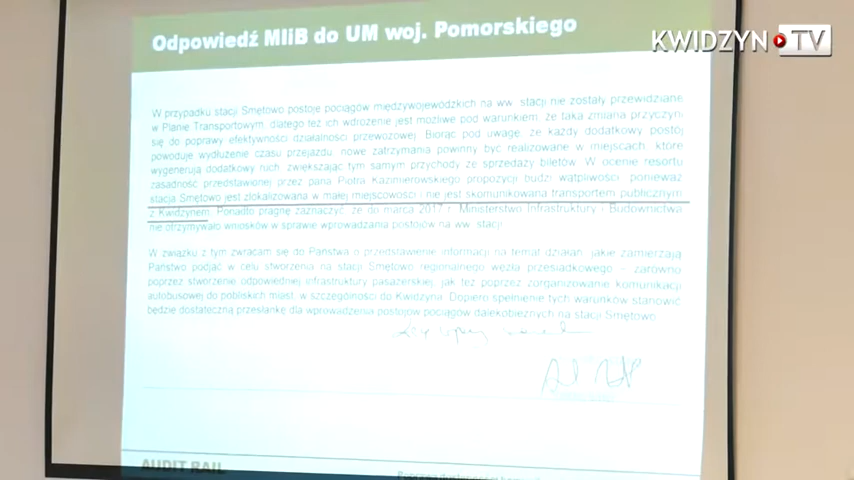 Odpowiedź MIiB do UM woj. Pomorskiego
KWIDZYN TV
W przypadku stacji Smętowo postoje pociągów międzywojewódzkich na ww. stacji nie zostały przewidziane
w Planie Transportowym, dlatego też ich wdrożenie jest możliwe pod warunkiem, że taka zmiana przyczyni
się do poprawy efektywności działalności przewozowej. Biorąc pod uwagę, że każdy dodatkowy postój
powoduje wydłużenie czasu przejazdu, nowe zatrzymania powinny być realizowane w miejscach, które
wygenerują dodatkowy ruch, zwiększając tym samym przychody ze sprzedaży biletów. W ocenie resortu
zasadność przedstawionej przez pana Piotra Kazimierowskiego propozycji budzi wątpliwości, ponieważ
stacja Smętowo jest zlokalizowana w małej miejscowości i nie jest skomunikowana transportem publicznym
z Kwidzynem. Ponadto pragnę zaznaczyć, że do marca 2017 r. Ministerstwo Infrastruktury i Budownictwa
nie otrzymywało wniosków w sprawie wprowadzania postojów na ww. stacji.
W związku z tym zwracam się do Państwa o przedstawienie informacji na temat działań, jakie zamierzają
Państwo podjąć w celu stworzenia na stacji Smętowo regionalnego węzła przesiadkowego – zarówno
poprzez stworzenie odpowiedniej infrastruktury pasażerskiej, jak też poprzez zorganizowanie komunikacji
autobusowej do pobliskich miast, w szczególności do Kwidzyna. Dopiero spełnienie tych warunków stanowić
będzie dostateczną przesłankę dla wprowadzenia postojów pociągów dalekobieżnych na stacji Smętowo.
AUDIT RAIL